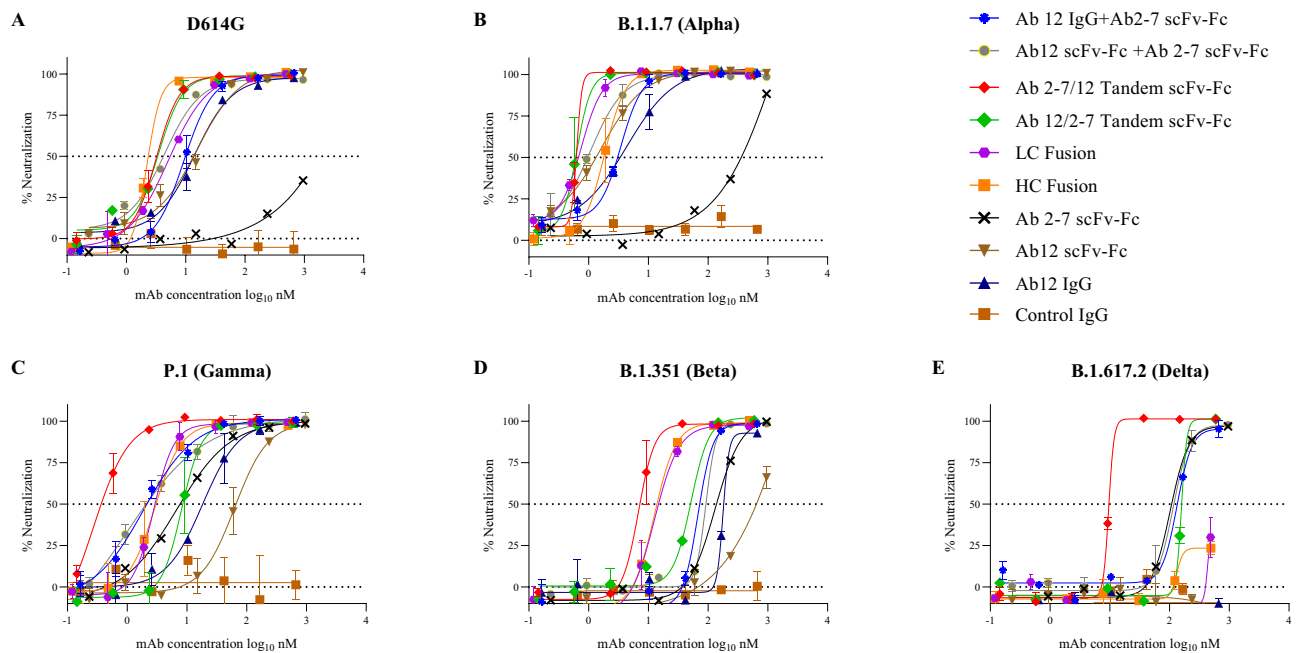 A
D614G
% Neutralization
100
75
50
25
0
-1
0
1
2
3
4
mAb concentration log10 nM
B
B.1.1.7 (Alpha)
% Neutralization
100
75
50
25
0
-1
0
1
2
3
4
mAb concentration log10 nM
Ab 12 IgG+Ab2-7 scFv-Fc
Ab12 scFv-Fc +Ab 2-7 scFv-Fc
Ab 2-7/12 Tandem scFv-Fc
Ab 12/2-7 Tandem scFv-Fc
LC Fusion
HC Fusion
Ab 2-7 scFv-Fc
Ab12 scFv-Fc
Ab12 IgG
Control IgG
C
P.1 (Gamma)
% Neutralization
100
75
50
25
0
-1
0
1
2
3
4
mAb concentration log10 nM
D
B.1.351 (Beta)
% Neutralization
100
75
50
25
0
-1
0
1
2
3
4
mAb concentration log10 nM
E
B.1.617.2 (Delta)
% Neutralization
100
75
50
25
0
-1
0
1
2
3
4
mAb concentration log10 nM